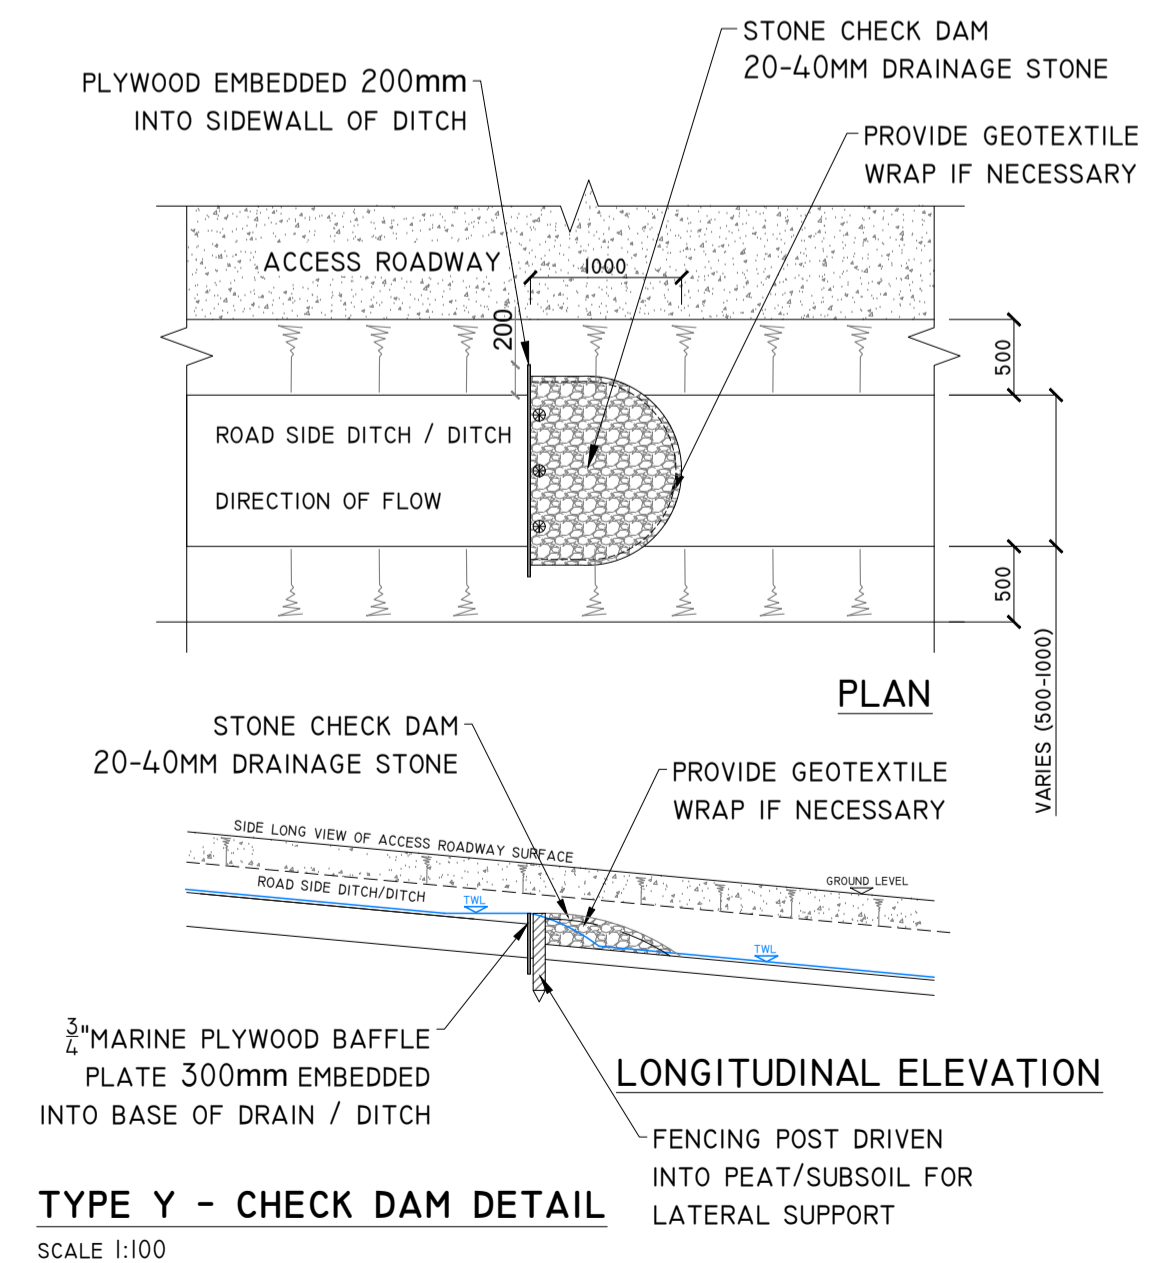 STONE CHECK DAM
20-40MM DRAINAGE STONE
PLYWOOD EMBEDDED 200mm
INTO SIDEWALL OF DITCH
PROVIDE GEOTEXTILE
WRAP IF NECESSARY
ACCESS ROADWAY
1000
200
500
ROAD SIDE DITCH / DITCH
DIRECTION OF FLOW
500
VARIES (500-1000)
PLAN
STONE CHECK DAM
20-40MM DRAINAGE STONE
PROVIDE GEOTEXTILE
WRAP IF NECESSARY
SIDE LONG VIEW OF ACCESS ROADWAY SURFACE
GROUND LEVEL
ROAD SIDE DITCH/DITCH
TWL
TWL
3/4"MARINE PLYWOOD BAFFLE
PLATE 300mm EMBEDDED
INTO BASE OF DRAIN / DITCH
LONGITUDINAL ELEVATION
FENCING POST DRIVEN
INTO PEAT/SUBSOIL FOR
LATERAL SUPPORT
TYPE Y - CHECK DAM DETAIL
SCALE 1:100